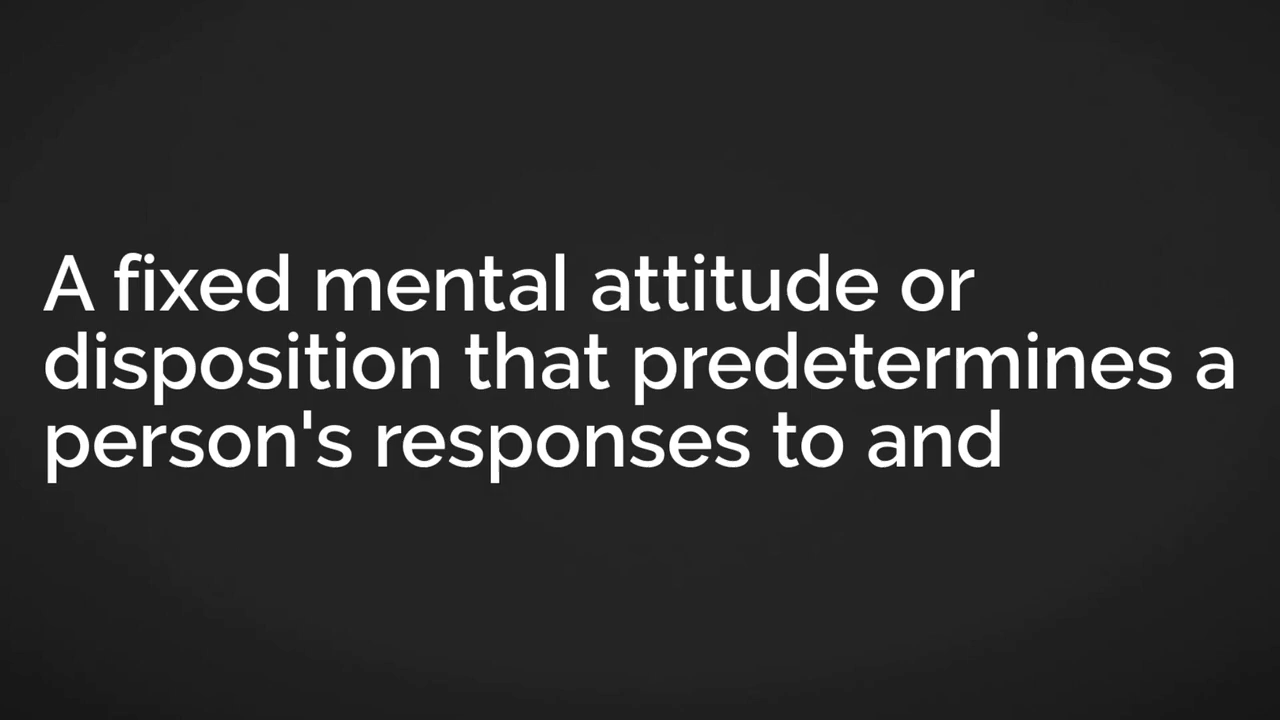 A fixed mental attitude or
disposition that predetermines a
person's responses to and